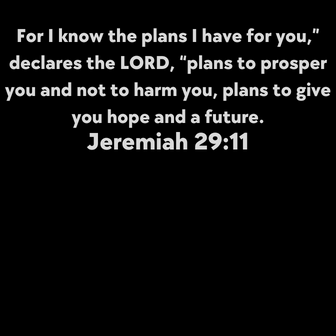 For I know the plans I have for you,”
declares the LORD, “plans to prosper
you and not to harm you, plans to give
you hope and a future.
Jeremiah 29:11